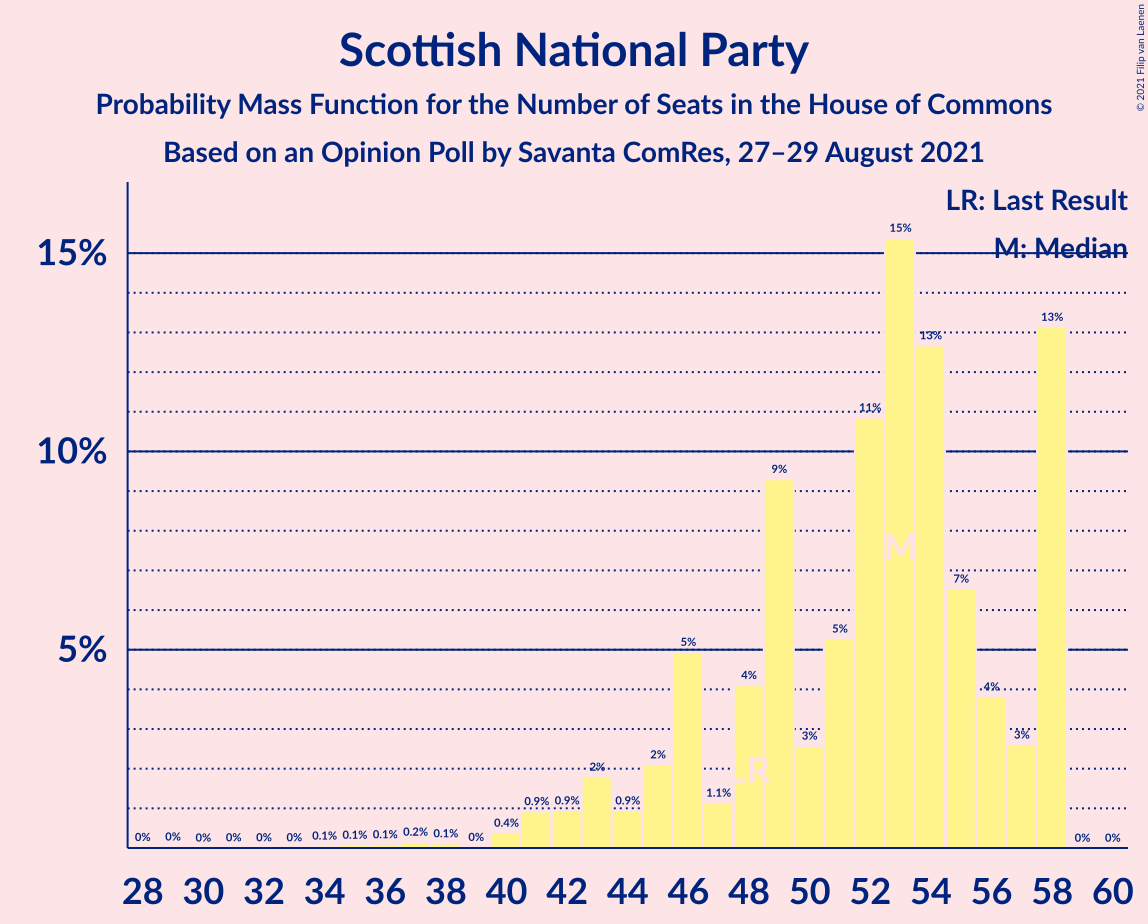 Scottish National Party
Probability Mass Function for the Number of Seats in the House of Commons
Based on an Opinion Poll by Savanta ComRes, 27–29 August 2021
© 2021 Filip van Laenen
LR: Last Result
M: Median
15%
10%
5%
0% 0% 0% 0% 0% 0% 0.1% 0.1% 0.1% 0.2% 0.1% 0% 0.4% 0.9% 0.9% 2% 0.9% 2% 5% 1.1% 4% 9% 3% 5% 11% 15% 13% 7% 4% 3% 13% 0% 0%
M
LR
28 30 32 34 36 38 40 42 44 46 48 50 52 54 56 58 60